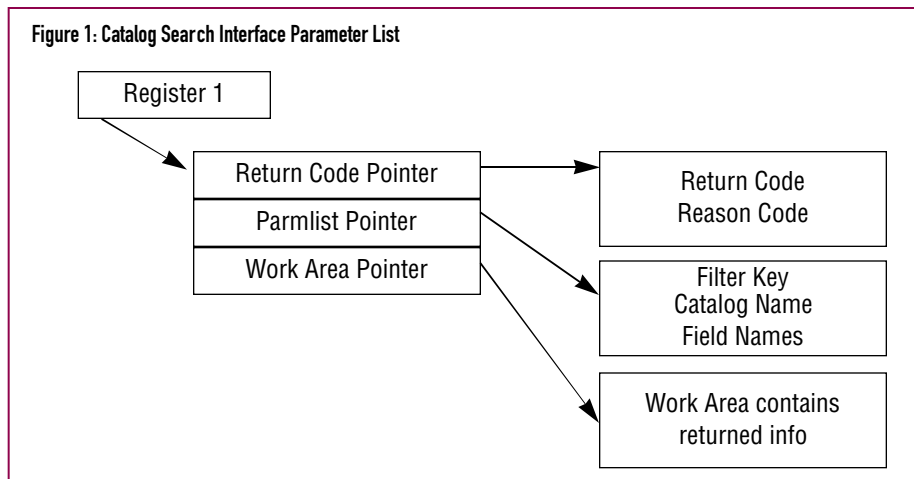 Figure 1: Catalog Search Interface Parameter List
Register 1
Return Code Pointer
Parmlist Pointer
Work Area Pointer
Return Code
Reason Code
Filter Key
Catalog Name
Field Names
Work Area contains
returned info